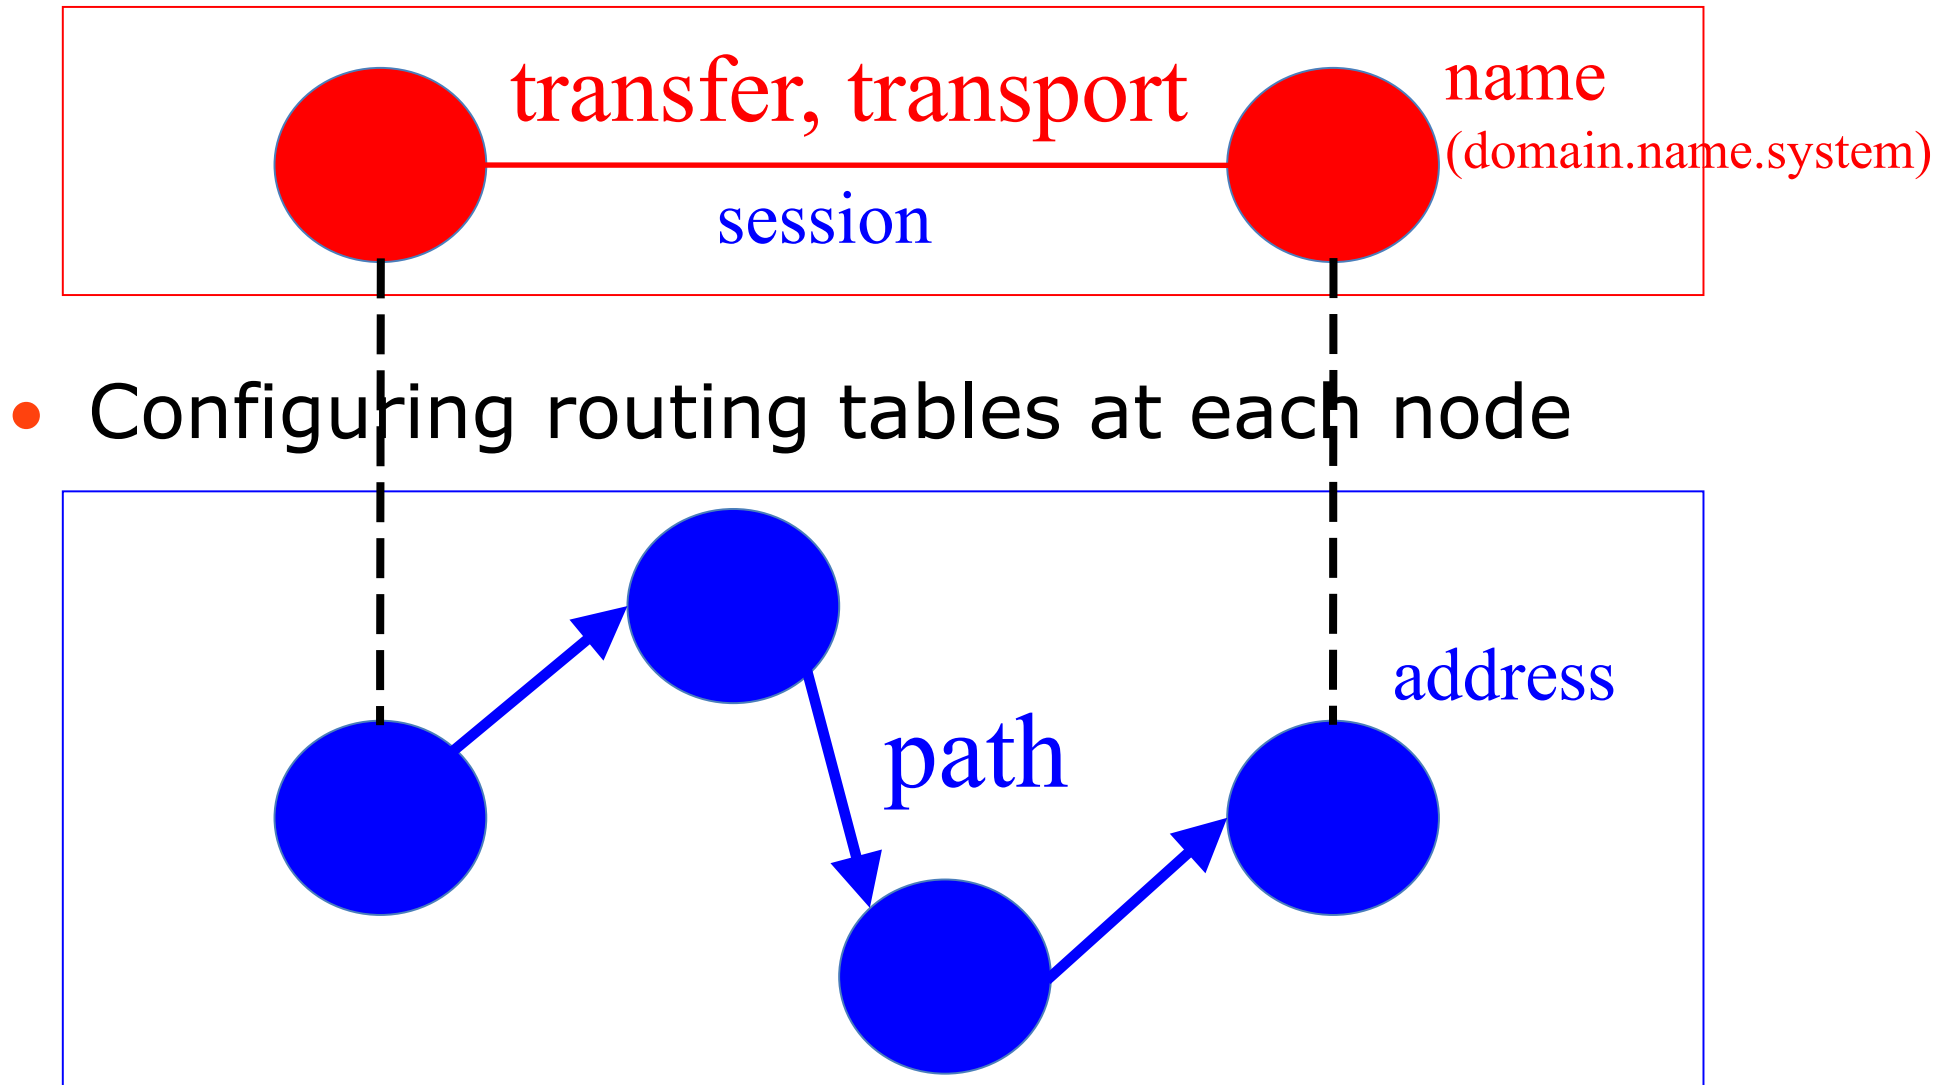 transfer, transport
name
(domain.name.system)
session
• Configuring routing tables at each node
address
path